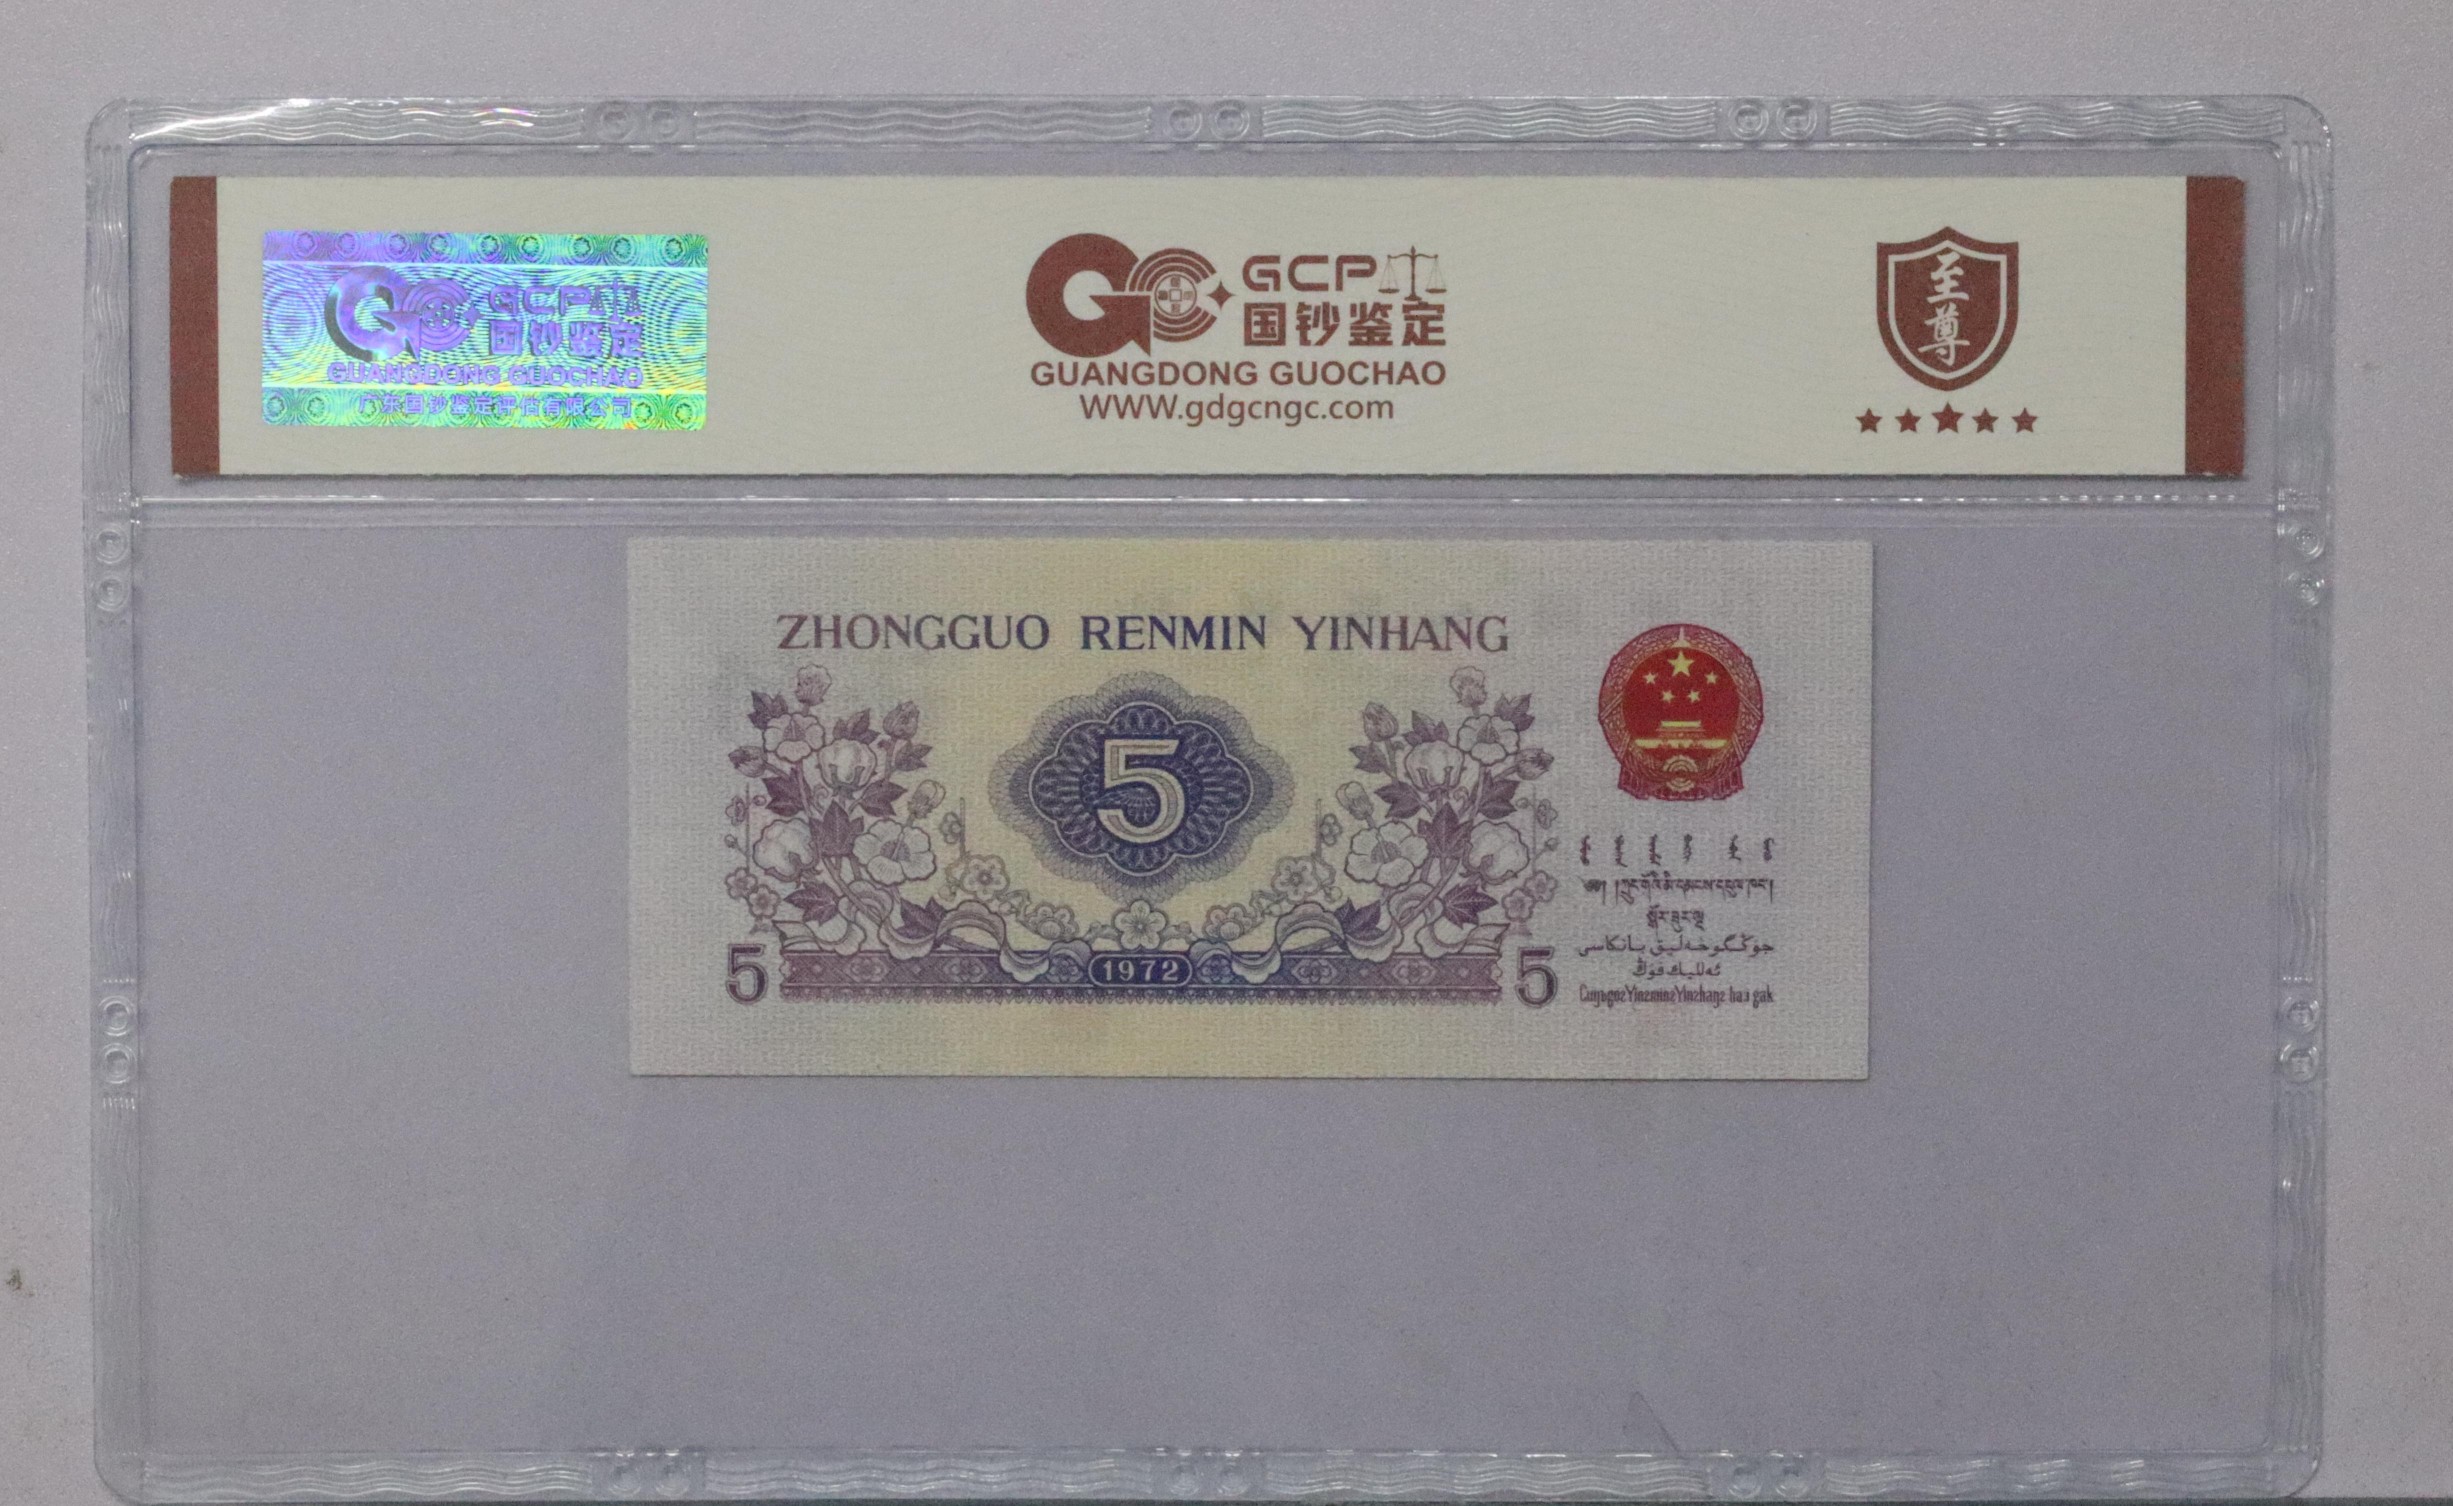 GCP
国钞鉴定
GUANGDONG GUOCHAO
广东国钞鉴定评估有限公司
GCP
国钞鉴定
GUANGDONG GUOCHAO
WWW.gdgcngc.com
至尊
ZHONGGUO RENMIN YINHANG
5
5
1972
5
جوڭگوخەلىق بانكاسى